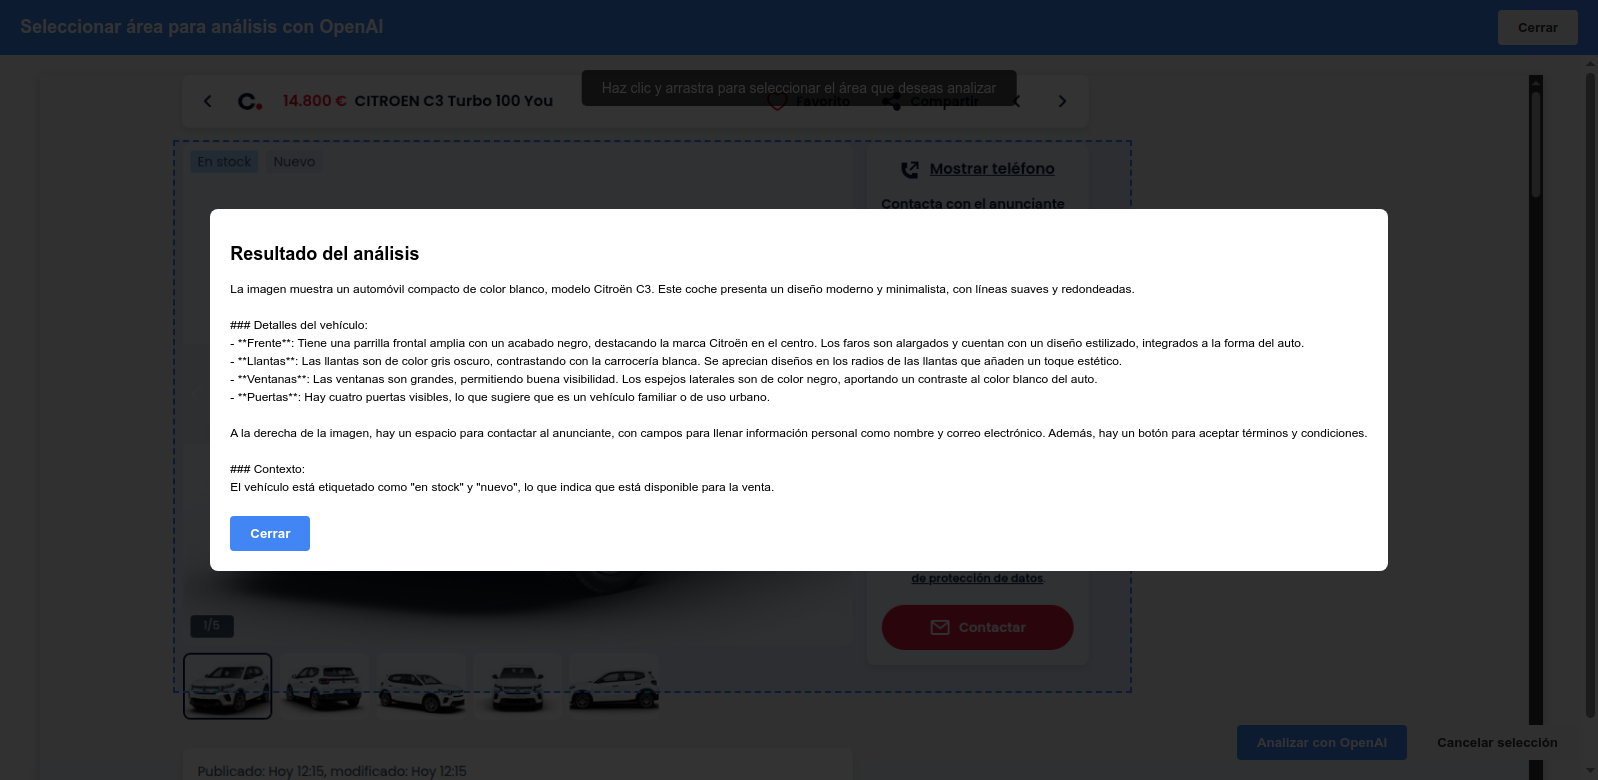 Seleccionar área para análisis con OpenAI
Cerrar
Haz clic y arrastra para seleccionar el área que deseas analizar
C. 14.800 € CITROEN C3 Turbo 100 You
Favorito
Compartir
En stock Nuevo
Mostrar teléfono
Contacta con el anunciante
Resultado del análisis
La imagen muestra un automóvil compacto de color blanco, modelo Citroën C3. Este coche presenta un diseño moderno y minimalista, con líneas suaves y redondeadas.
### Detalles del vehículo:
- **Frente**: Tiene una parrilla frontal amplia con un acabado negro, destacando la marca Citroën en el centro. Los faros son alargados y cuentan con un diseño estilizado, integrados a la forma del auto.
- **Llantas**: Las llantas son de color gris oscuro, contrastando con la carrocería blanca. Se aprecian diseños en los radios de las llantas que añaden un toque estético.
- **Ventanas**: Las ventanas son grandes, permitiendo buena visibilidad. Los espejos laterales son de color negro, aportando un contraste al color blanco del auto.
- **Puertas**: Hay cuatro puertas visibles, lo que sugiere que es un vehículo familiar o de uso urbano.
A la derecha de la imagen, hay un espacio para contactar al anunciante, con campos para llenar información personal como nombre y correo electrónico. Además, hay un botón para aceptar términos y condiciones.
### Contexto:
El vehículo está etiquetado como "en stock" y "nuevo", lo que indica que está disponible para la venta.
Cerrar
de protección de datos.
1/5
Contactar
Analizar con OpenAI
Cancelar selección
Publicado: Hoy 12:15, modificado: Hoy 12:15